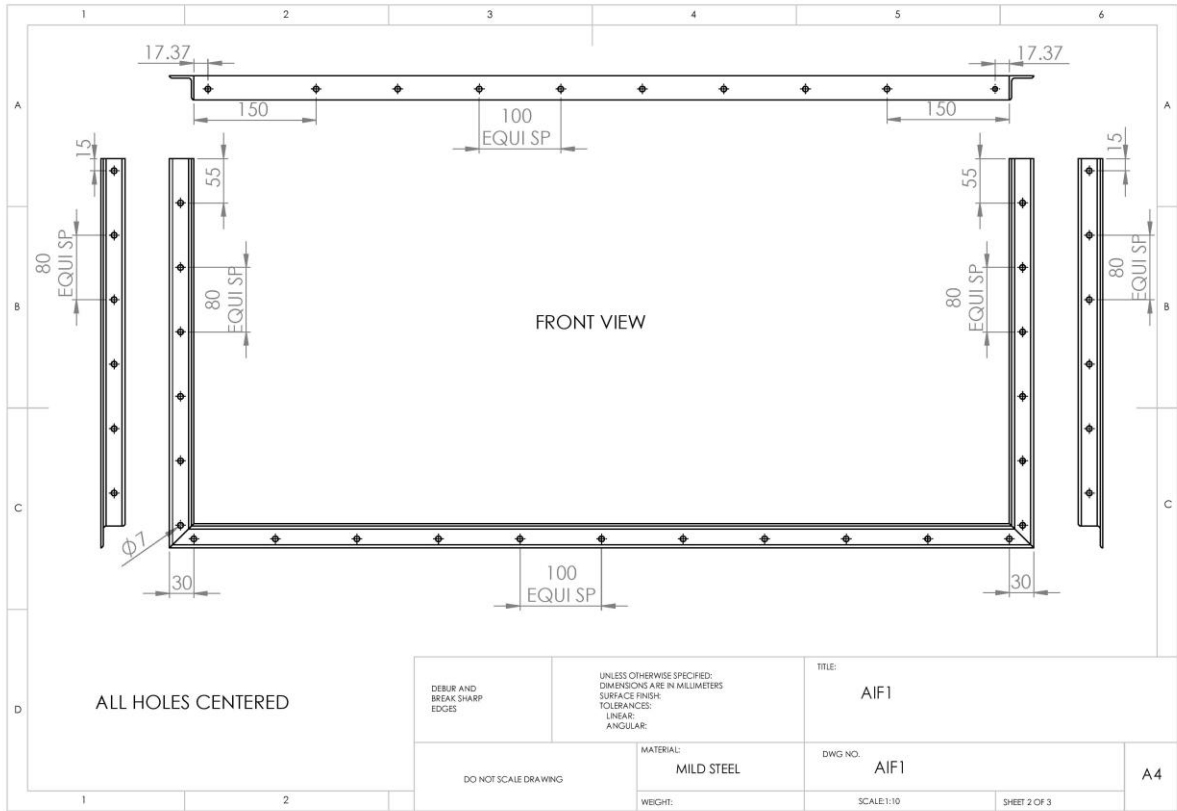 1 2 3 4 5 6
A
A
17.37
17.37
150
100
EQUI SP
150
15
55
55
15
80
EQUI SP
80
EQUI SP
80
EQUI SP
80
EQUI SP
B
B
FRONT VIEW
C
C
Φ7
30
100
EQUI SP
30
D
ALL HOLES CENTERED
DEBUR AND
BREAK SHARP
EDGES
UNLESS OTHERWISE SPECIFIED:
DIMENSIONS ARE IN MILLIMETERS
SURFACE FINISH:
TOLERANCES:
LINEAR:
ANGULAR:
TITLE:
AIF1
DO NOT SCALE DRAWING
MATERIAL:
MILD STEEL
DWG NO.
AIF1
A4
WEIGHT:
SCALE:1:10
SHEET 2 OF 3
1 2